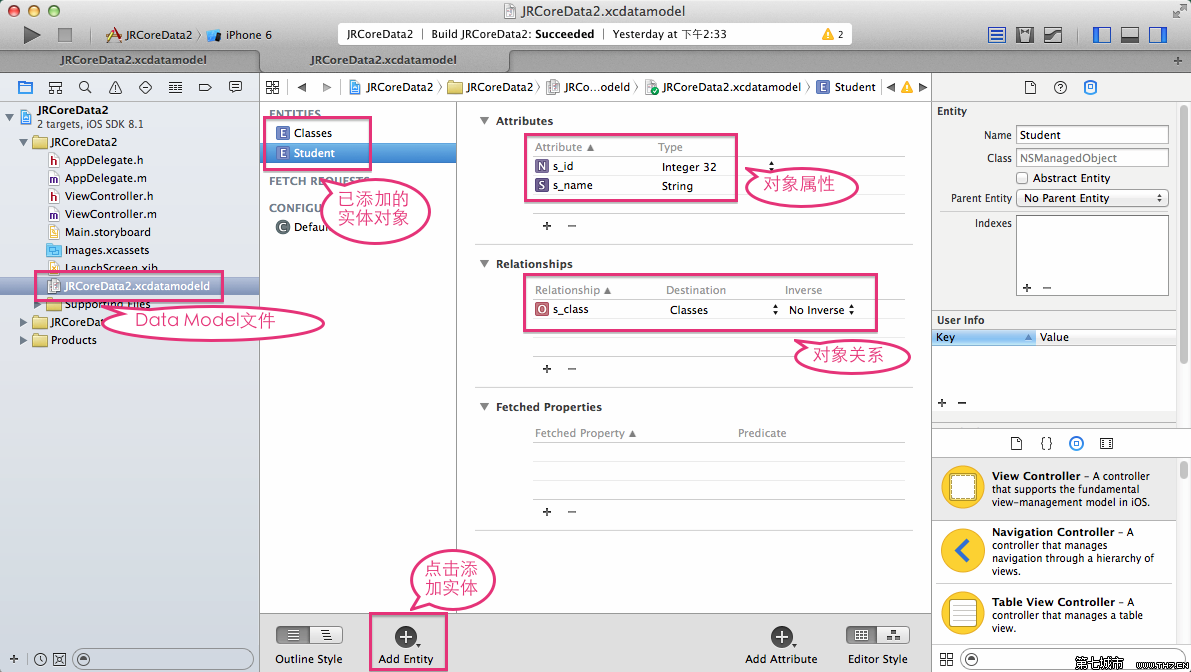 JRCoreData2.xcdatamodel
JRCoreData2 〉 iPhone 6
JRCoreData2 | Build JRCoreData2: Succeeded | Yesterday at 下午2:33
2
JRCoreData2.xcdatamodel
JRCoreData2.xcdatamodel
JRCoreData2 〉 JRCoreData2 〉 JRCo...odeld 〉 JRCoreData2.xcdatamodel 〉 E Student
JRCoreData2
2 targets, iOS SDK 8.1
JRCoreData2
h AppDelegate.h
m AppDelegate.m
h ViewController.h
m ViewController.m
Main.storyboard
Images.xcassets
LaunchScreen.xib
JRCoreData2.xcdatamodeld
Supporting Files
JRCoreDat
Products
Data Model文件
ENTITIES
E Classes
E Student
FETCH REQUESTS
CONFIGU
C Defau
已添加的
实体对象
Attributes
Attribute Type
N s_id Integer 32
S s_name String
对象属性
Relationships
Relationship Destination Inverse
O s_class Classes No Inverse
对象关系
Fetched Properties
Fetched Property Predicate
点击添
加实体
Outline Style
Add Entity
Add Attribute
Editor Style
Entity
Name Student
Class NSManagedObject
Abstract Entity
Parent Entity No Parent Entity
Indexes
User Info
Key Value
{}
View Controller – A controller
that supports the fundamental
view-management model in iOS.
Navigation Controller – A
controller that manages
navigation through a hierarchy of
views.
Table View Controller – A
controller that manages a table
view.
第七城市 WWW.TH7.CN